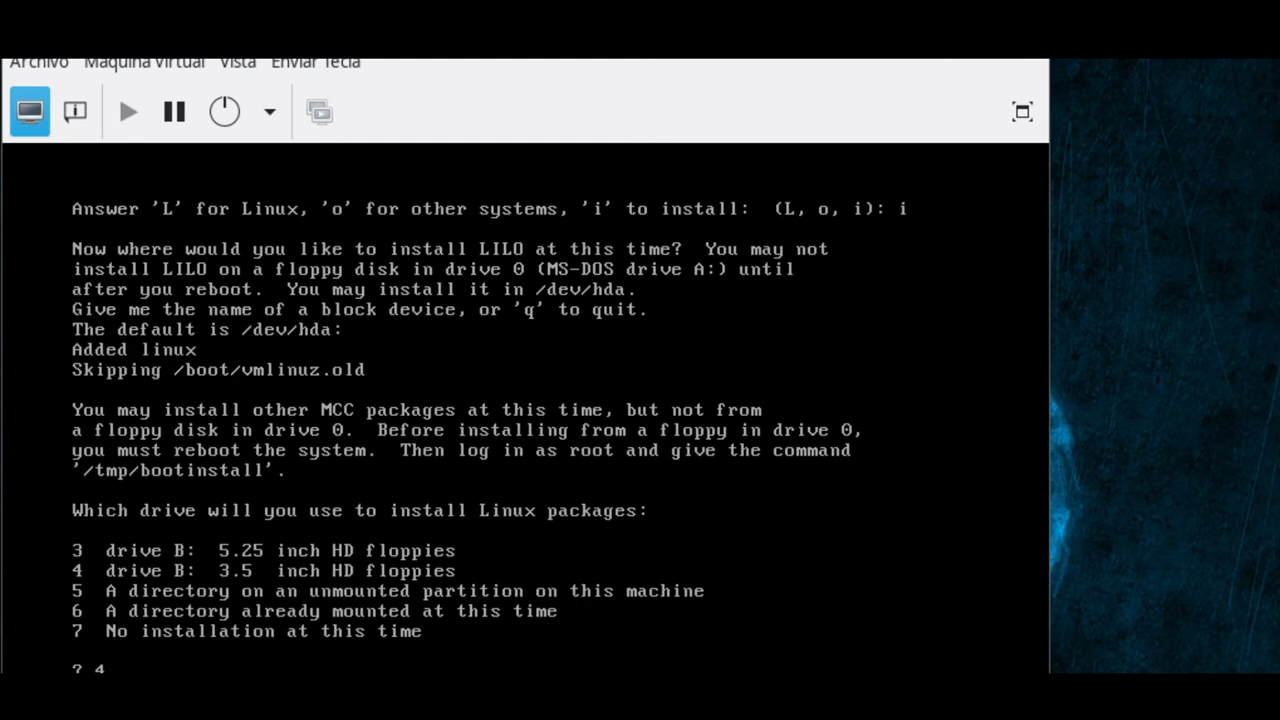 Archivo Máquina Virtual Vista Enviar Tecla
Answer 'L' for Linux, 'o' for other systems, 'i' to install:  (L, o, i): i
Now where would you like to install LILO at this time?  You may not
install LILO on a floppy disk in drive 0 (MS-DOS drive A:) until
after you reboot.  You may install it in /dev/hda.
Give me the name of a block device, or 'q' to quit.
The default is /dev/hda:
Added linux
Skipping /boot/vmlinuz.old
You may install other MCC packages at this time, but not from
a floppy disk in drive 0.  Before installing from a floppy in drive 0,
you must reboot the system.  Then log in as root and give the command
'/tmp/bootinstall'.
Which drive will you use to install Linux packages:
3  drive B:  5.25 inch HD floppies
4  drive B:  3.5  inch HD floppies
5  A directory on an unmounted partition on this machine
6  A directory already mounted at this time
7  No installation at this time
? 4